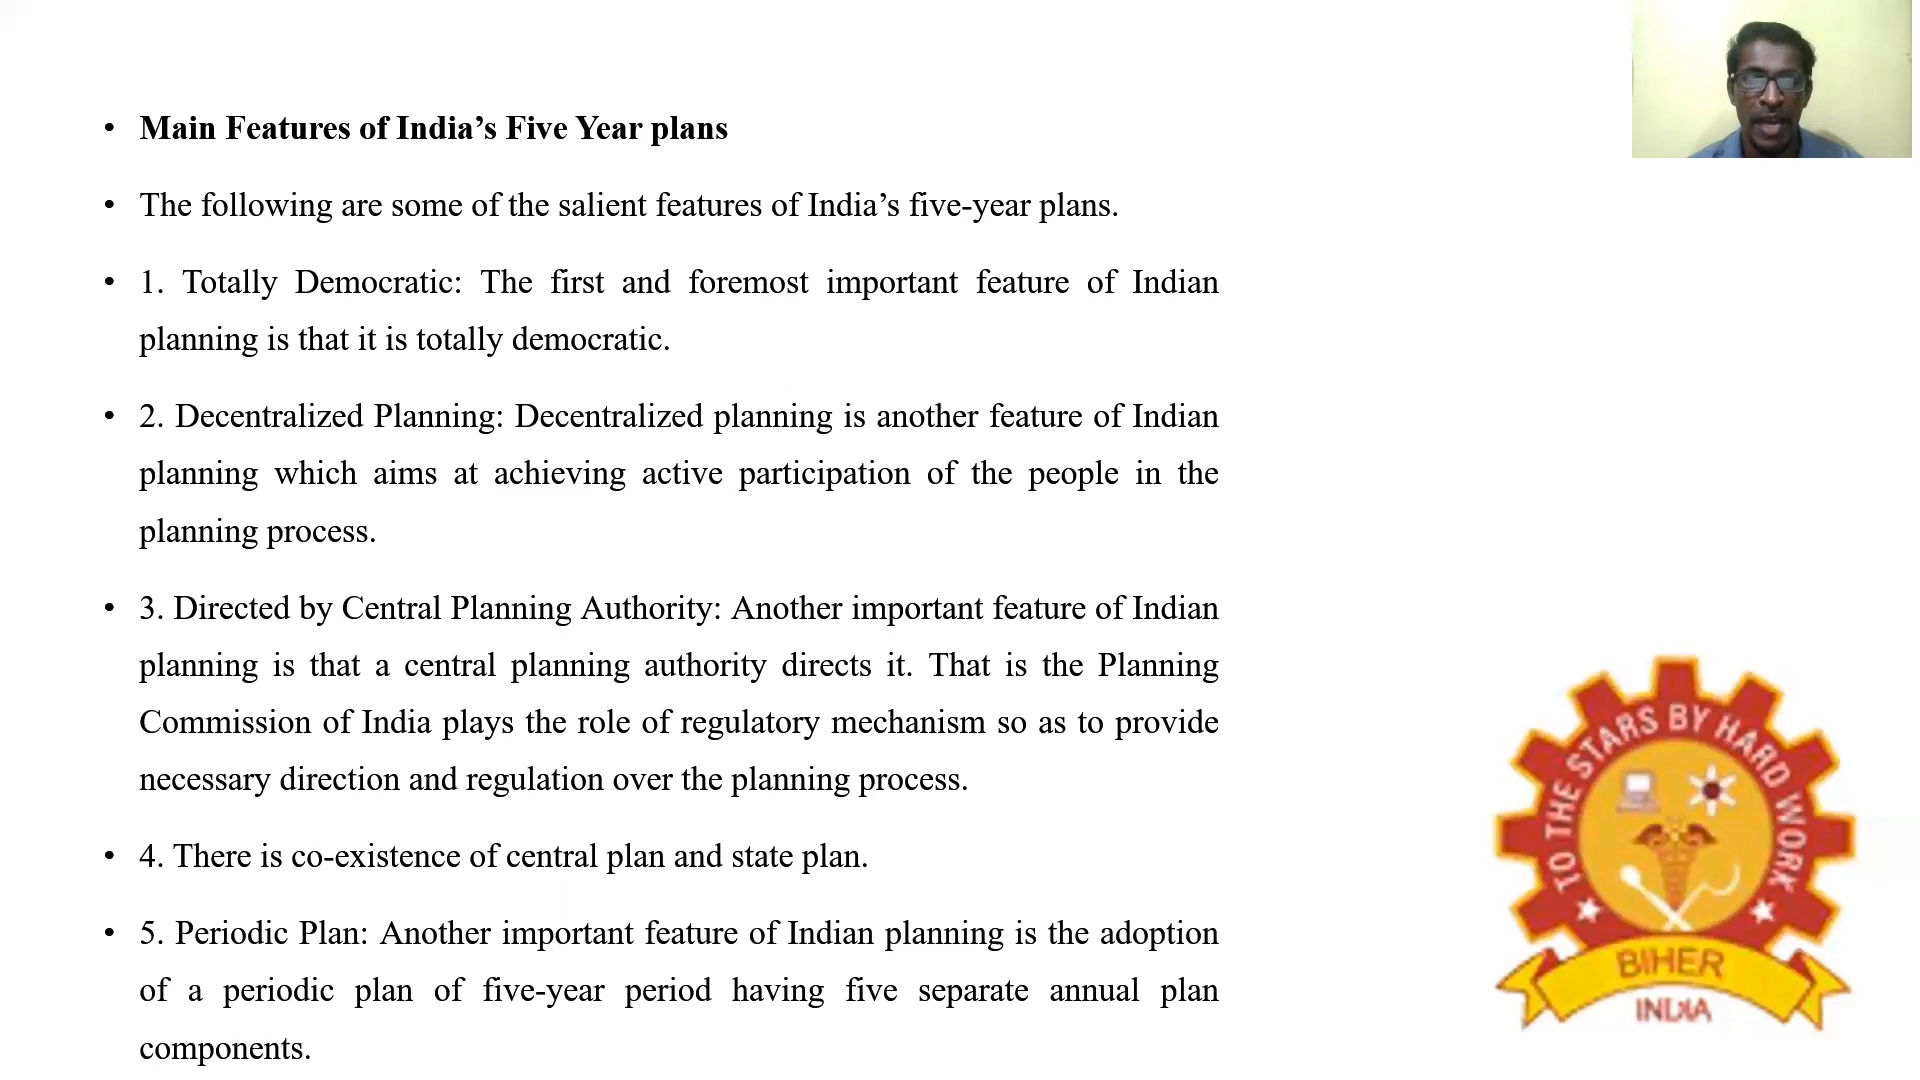 • Main Features of India’s Five Year plans
• The following are some of the salient features of India’s five-year plans.
• 1. Totally Democratic: The first and foremost important feature of Indian
planning is that it is totally democratic.
• 2. Decentralized Planning: Decentralized planning is another feature of Indian
planning which aims at achieving active participation of the people in the
planning process.
• 3. Directed by Central Planning Authority: Another important feature of Indian
planning is that a central planning authority directs it. That is the Planning
Commission of India plays the role of regulatory mechanism so as to provide
necessary direction and regulation over the planning process.
• 4. There is co-existence of central plan and state plan.
• 5. Periodic Plan: Another important feature of Indian planning is the adoption
of a periodic plan of five-year period having five separate annual plan
components.
TO THE STARS BY HARD WORK
BIHER
INDIA